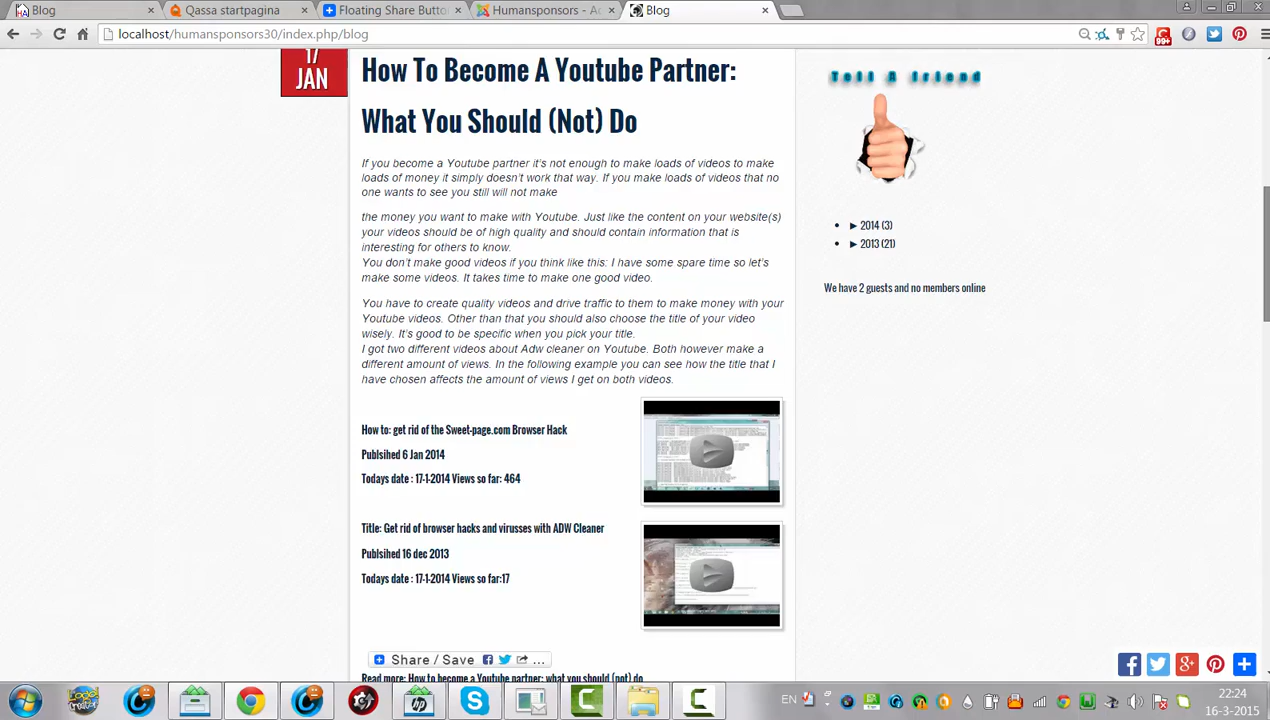 Blog
Qassa startpagina
Floating Share Butto
Humansponsors - A
Blog
localhost/humansponsors30/index.php/blog
99+
17
JAN
How To Become A Youtube Partner:
What You Should (Not) Do
If you become a Youtube partner it's not enough to make loads of videos to make
loads of money it simply doesn't work that way. If you make loads of videos that no
one wants to see you still will not make
the money you want to make with Youtube. Just like the content on your website(s)
your videos should be of high quality and should contain information that is
interesting for others to know.
You don't make good videos if you think like this: I have some spare time so let's
make some videos. It takes time to make one good video.
You have to create quality videos and drive traffic to them to make money with your
Youtube videos. Other than that you should also choose the title of your video
wisely. It's good to be specific when you pick your title.
I got two different videos about Adw cleaner on Youtube. Both however make a
different amount of views. In the following example you can see how the title that I
have chosen affects the amount of views I get on both videos.
How to: get rid of the Sweet-page.com Browser Hack
Publsihed 6 Jan 2014
Todays date : 17-1-2014 Views so far: 464
Title: Get rid of browser hacks and virusses with ADW Cleaner
Publsihed 16 dec 2013
Todays date : 17-1-2014 Views so far:17
Share / Save
Read more: How to become a Youtube partner: what you should (not) do
Tell A friend
► 2014 (3)
► 2013 (21)
We have 2 guests and no members online
EN
22:24
16-3-2015